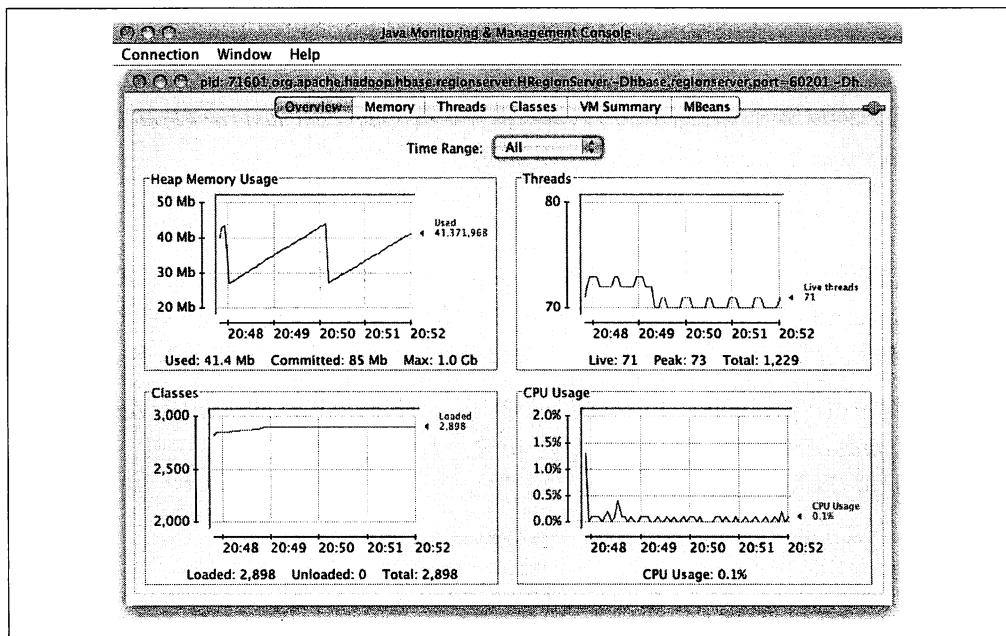 Java Monitoring & Management Console
Connection Window Help
pid: 71601 org.apache.hadoop.hbase.regionserver.HRegionServer -Dhbase.regionserver.port=60201 -Dh...
Overview Memory Threads Classes VM Summary MBeans
Time Range: All
Heap Memory Usage
50 Mb
40 Mb
30 Mb
20 Mb
Used
41,371,968
20:48 20:49 20:50 20:51 20:52
Used: 41.4 Mb Committed: 85 Mb Max: 1.0 Gb
Threads
80
70
Live threads
71
20:48 20:49 20:50 20:51 20:52
Live: 71 Peak: 73 Total: 1,229
Classes
3,000
2,500
2,000
Loaded
2,898
20:48 20:49 20:50 20:51 20:52
Loaded: 2,898 Unloaded: 0 Total: 2,898
CPU Usage
2.0%
1.5%
1.0%
0.5%
0.0%
CPU Usage
0.1%
20:48 20:49 20:50 20:51 20:52
CPU Usage: 0.1%